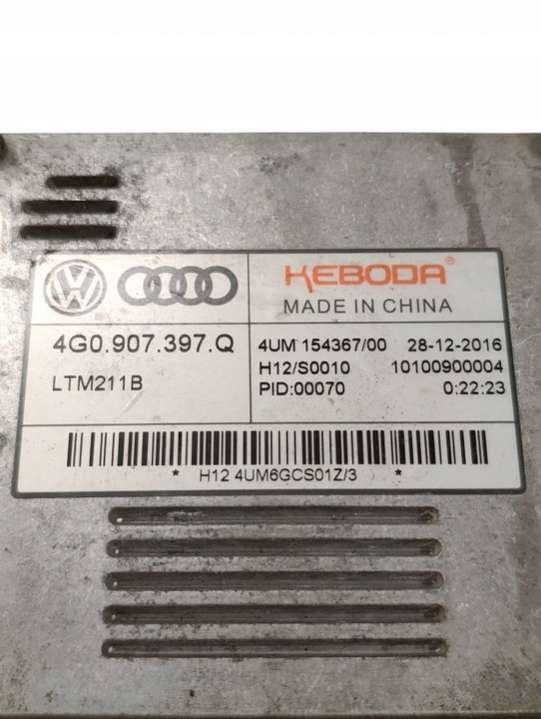 KEBODA®
MADE IN CHINA
4G0.907.397.Q
LTM211B
4UM 154367/00 28-12-2016
H12/S0010 10100900004
PID:00070 0:22:23
* H12 4UM6GCS01Z/3 *